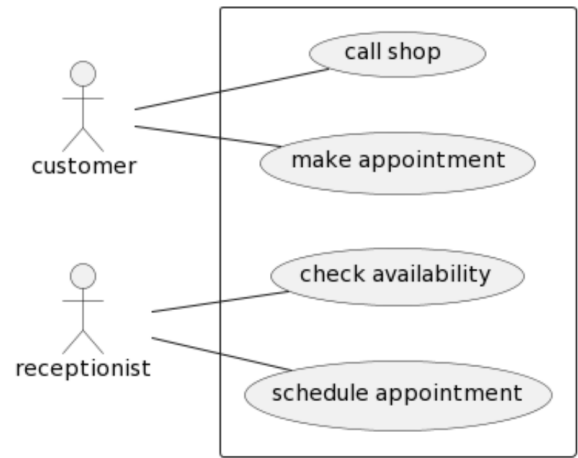 call shop
make appointment
customer
check availability
receptionist
schedule appointment